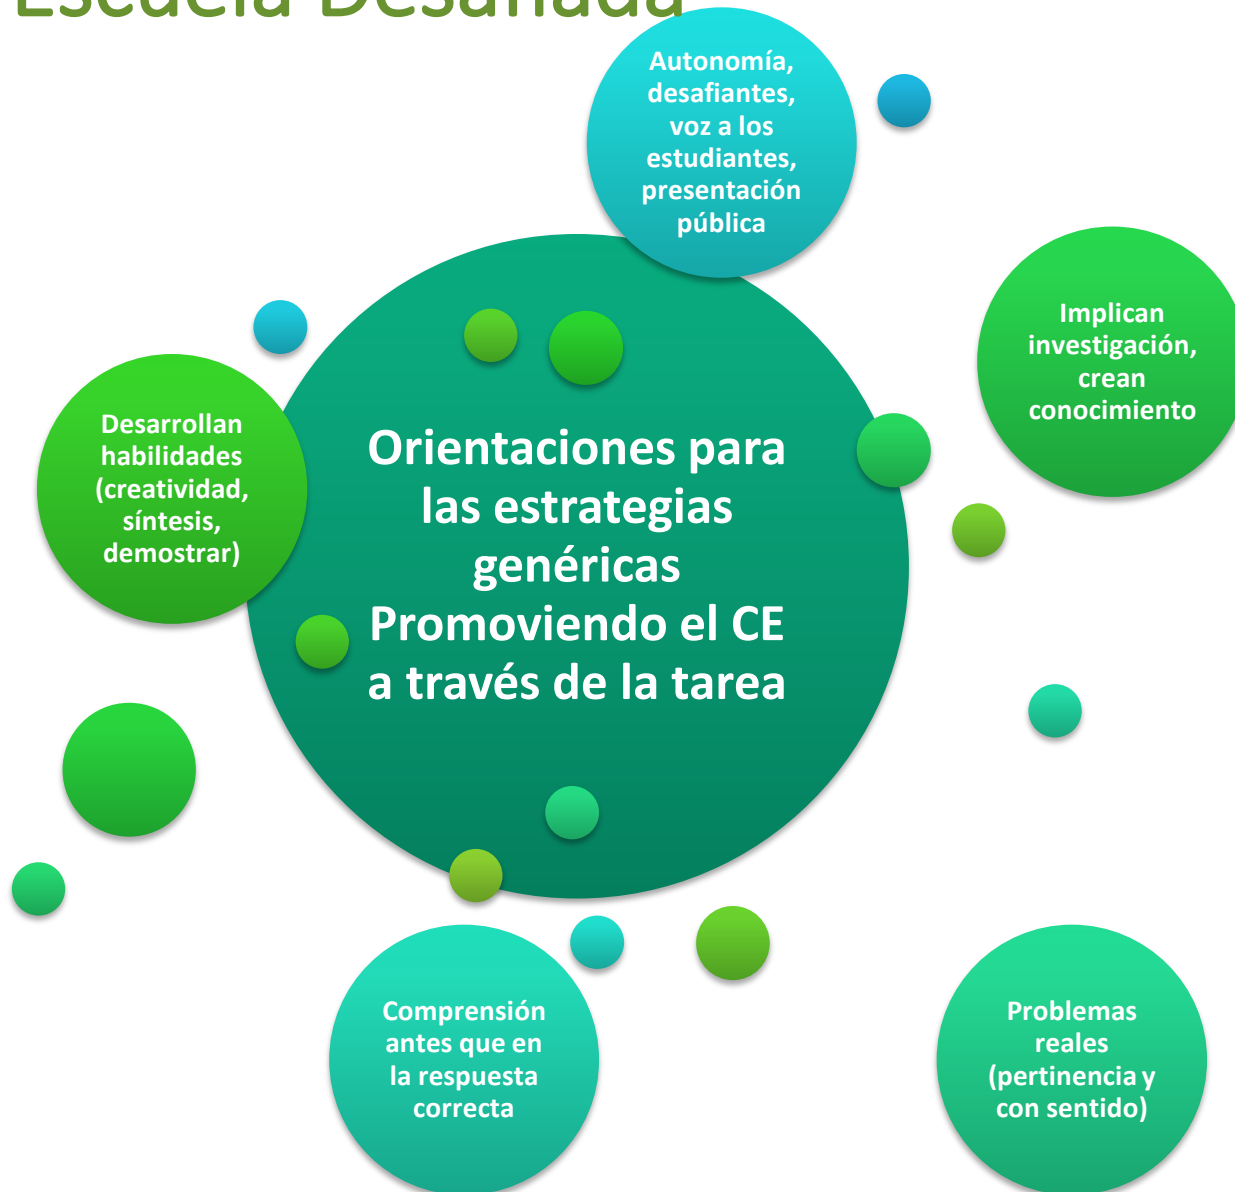 Escuela Desafiada
Autonomía,
desafiantes,
voz a los
estudiantes,
presentación
pública
Implican
investigación,
crean
conocimiento
Desarrollan
habilidades
(creatividad,
síntesis,
demostrar)
Orientaciones para
las estrategias
genéricas
Promoviendo el CE
a través de la tarea
Comprensión
antes que en
la respuesta
correcta
Problemas
reales
(pertinencia y
con sentido)